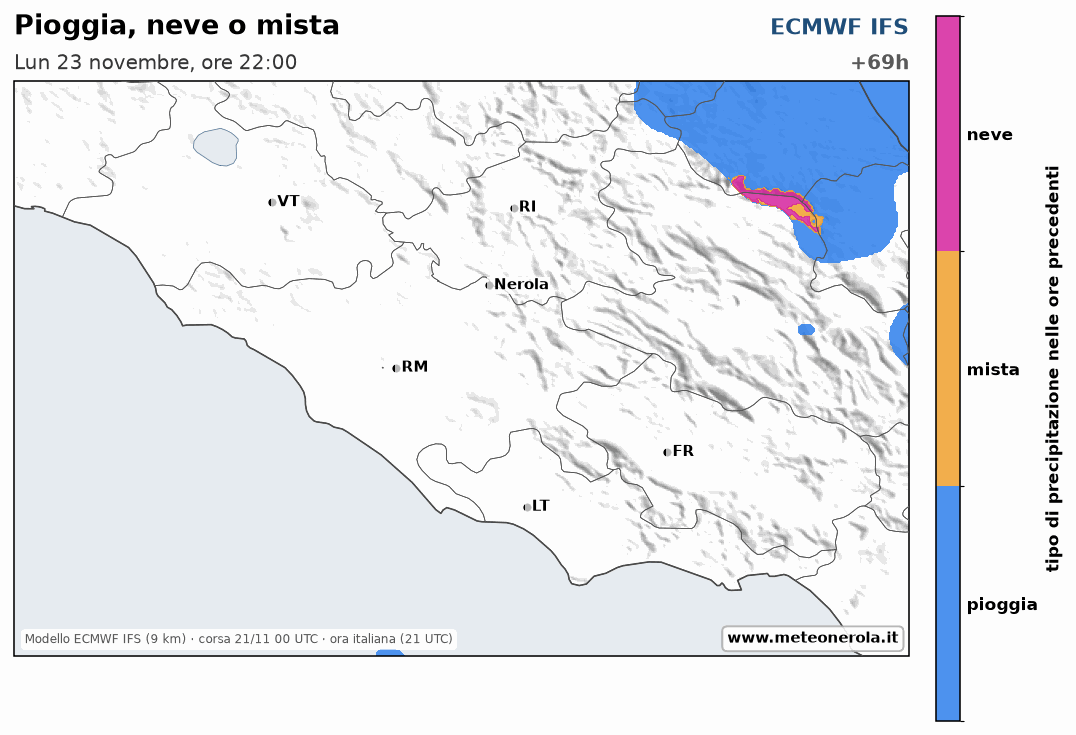 Pioggia, neve o mista
ECMWF IFS
Lun 23 novembre, ore 22:00
+69h
neve
VT
RI
Nerola
RM
mista
FR
LT
pioggia
tipo di precipitazione nelle ore precedenti
Modello ECMWF IFS (9 km) · corsa 21/11 00 UTC · ora italiana (21 UTC)
www.meteonerola.it